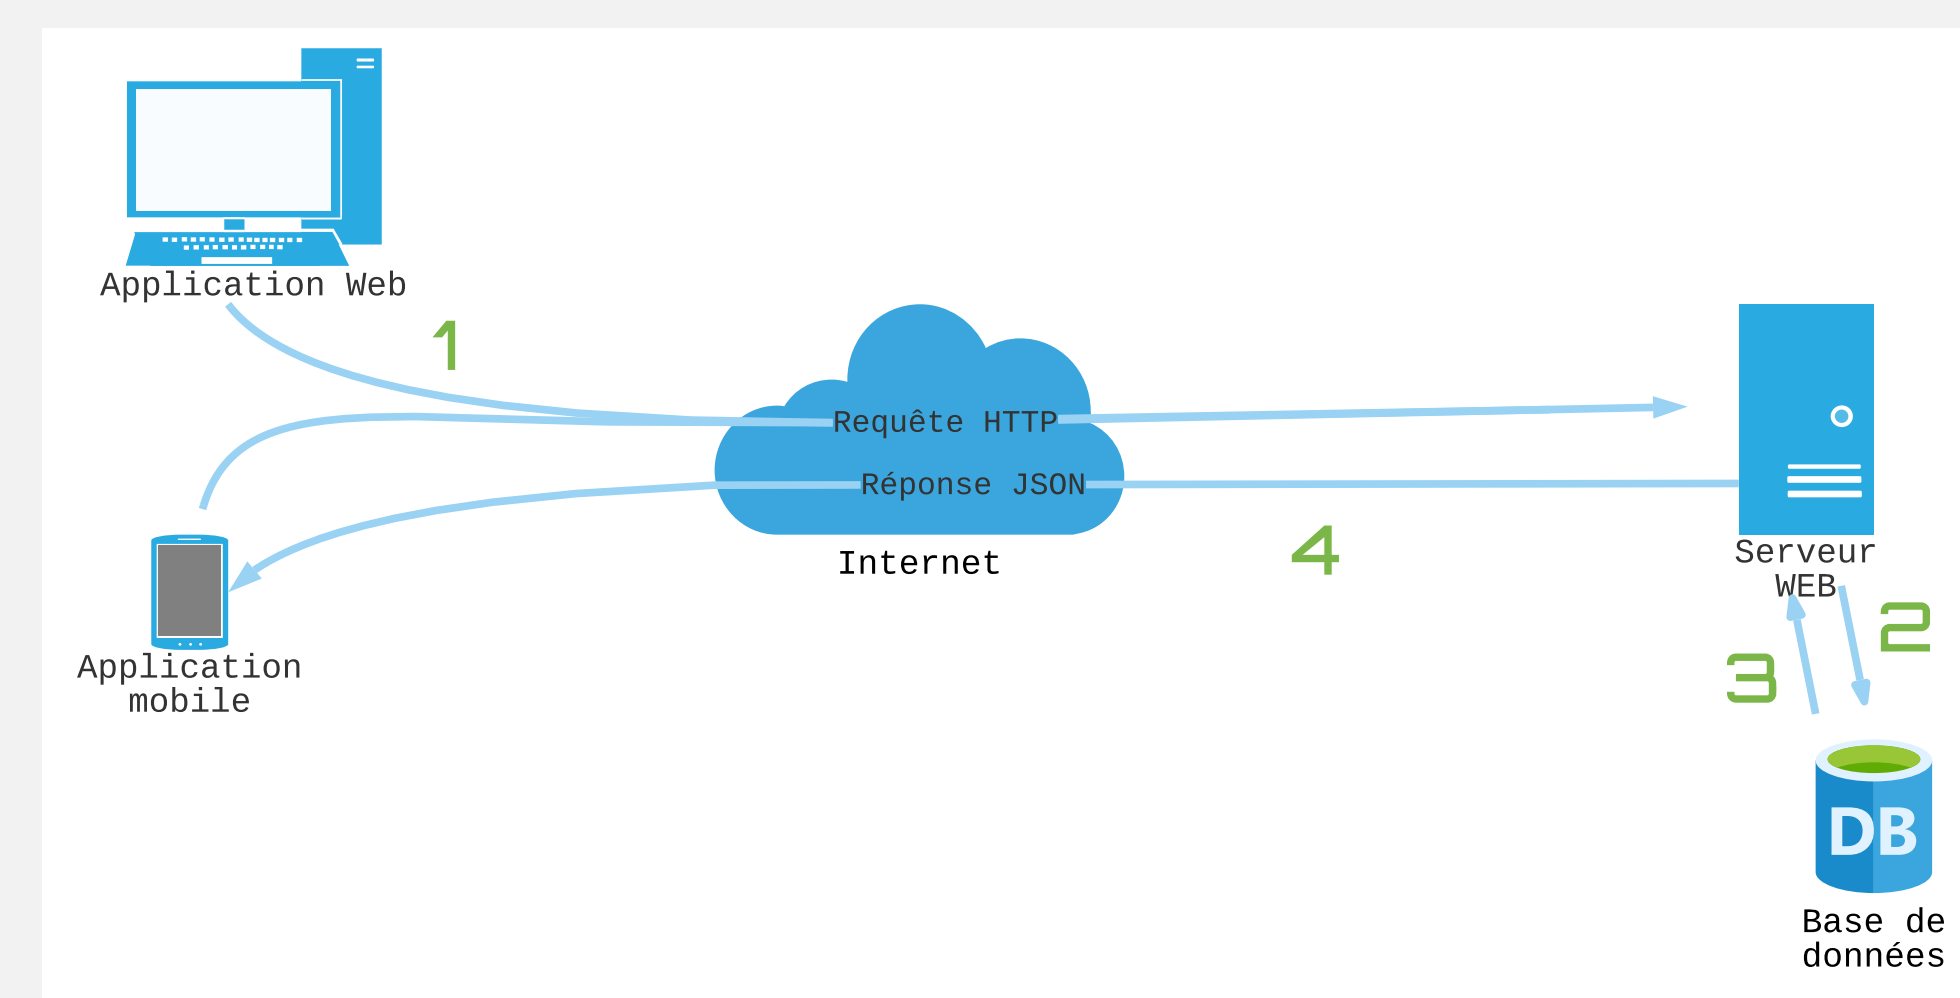 Application Web
1
Requête HTTP
Réponse JSON
Internet
4
Serveur
WEB
2
3
Application
mobile
DB
Base de
données